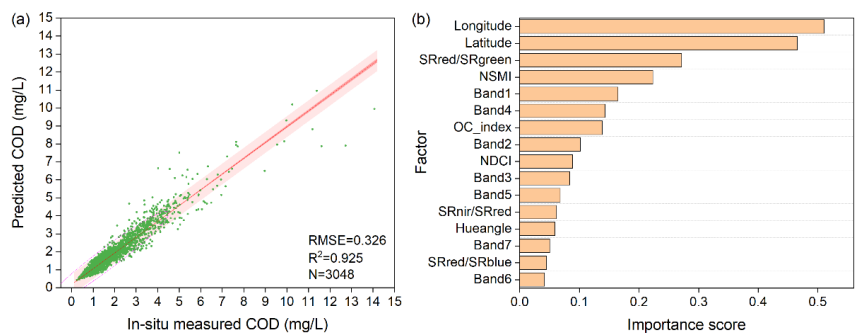 (a)
15
14
13
12
11
10
9
8
7
6
5
4
3
2
1
0
Predicted COD (mg/L)
RMSE=0.326
R²=0.925
N=3048
0 1 2 3 4 5 6 7 8 9 10 11 12 13 14 15
In-situ measured COD (mg/L)
(b)
Factor
Longitude
Latitude
SRred/SRgreen
NSMI
Band1
Band4
OC_index
Band2
NDCI
Band3
Band5
SRnir/SRred
Hueangle
Band7
SRred/SRblue
Band6
0.0 0.1 0.2 0.3 0.4 0.5
Importance score